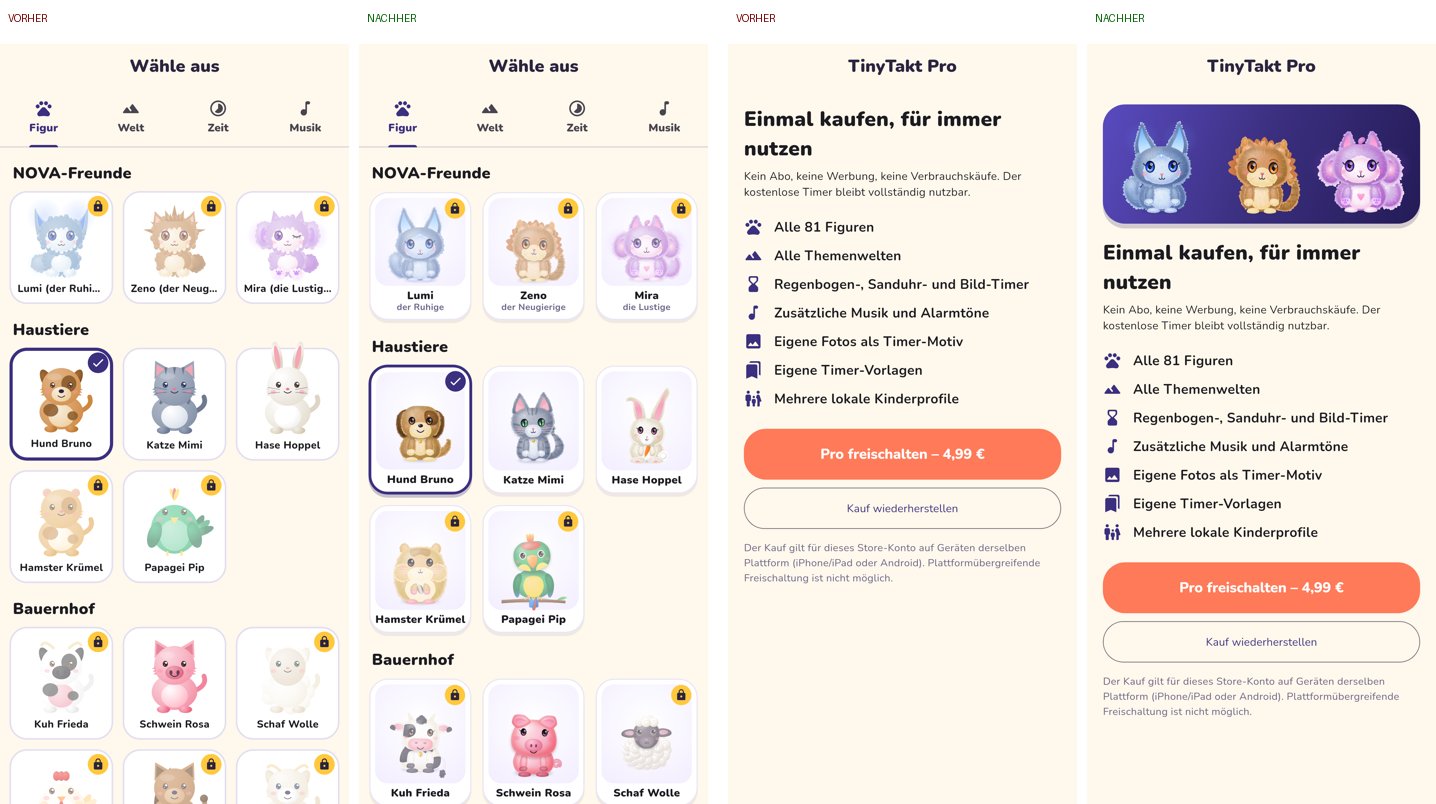 VORHER
Wähle aus
Figur
Welt
Zeit
Musik
NOVA-Freunde
Lumi (der Ruhi...
Zeno (der Neug...
Mira (die Lustig...
Haustiere
Hund Bruno
Katze Mimi
Hase Hoppel
Hamster Krümel
Papagei Pip
Bauernhof
Kuh Frieda
Schwein Rosa
Schaf Wolle
NACHHER
Wähle aus
Figur
Welt
Zeit
Musik
NOVA-Freunde
Lumi
der Ruhige
Zeno
der Neugierige
Mira
die Lustige
Haustiere
Hund Bruno
Katze Mimi
Hase Hoppel
Hamster Krümel
Papagei Pip
Bauernhof
Kuh Frieda
Schwein Rosa
Schaf Wolle
VORHER
TinyTakt Pro
Einmal kaufen, für immer
nutzen
Kein Abo, keine Werbung, keine Verbrauchskäufe. Der
kostenlose Timer bleibt vollständig nutzbar.
Alle 81 Figuren
Alle Themenwelten
Regenbogen-, Sanduhr- und Bild-Timer
Zusätzliche Musik und Alarmtöne
Eigene Fotos als Timer-Motiv
Eigene Timer-Vorlagen
Mehrere lokale Kinderprofile
Pro freischalten – 4,99 €
Kauf wiederherstellen
Der Kauf gilt für dieses Store-Konto auf Geräten derselben
Plattform (iPhone/iPad oder Android). Plattformübergreifende
Freischaltung ist nicht möglich.
NACHHER
TinyTakt Pro
Einmal kaufen, für immer
nutzen
Kein Abo, keine Werbung, keine Verbrauchskäufe. Der
kostenlose Timer bleibt vollständig nutzbar.
Alle 81 Figuren
Alle Themenwelten
Regenbogen-, Sanduhr- und Bild-Timer
Zusätzliche Musik und Alarmtöne
Eigene Fotos als Timer-Motiv
Eigene Timer-Vorlagen
Mehrere lokale Kinderprofile
Pro freischalten – 4,99 €
Kauf wiederherstellen
Der Kauf gilt für dieses Store-Konto auf Geräten derselben
Plattform (iPhone/iPad oder Android). Plattformübergreifende
Freischaltung ist nicht möglich.